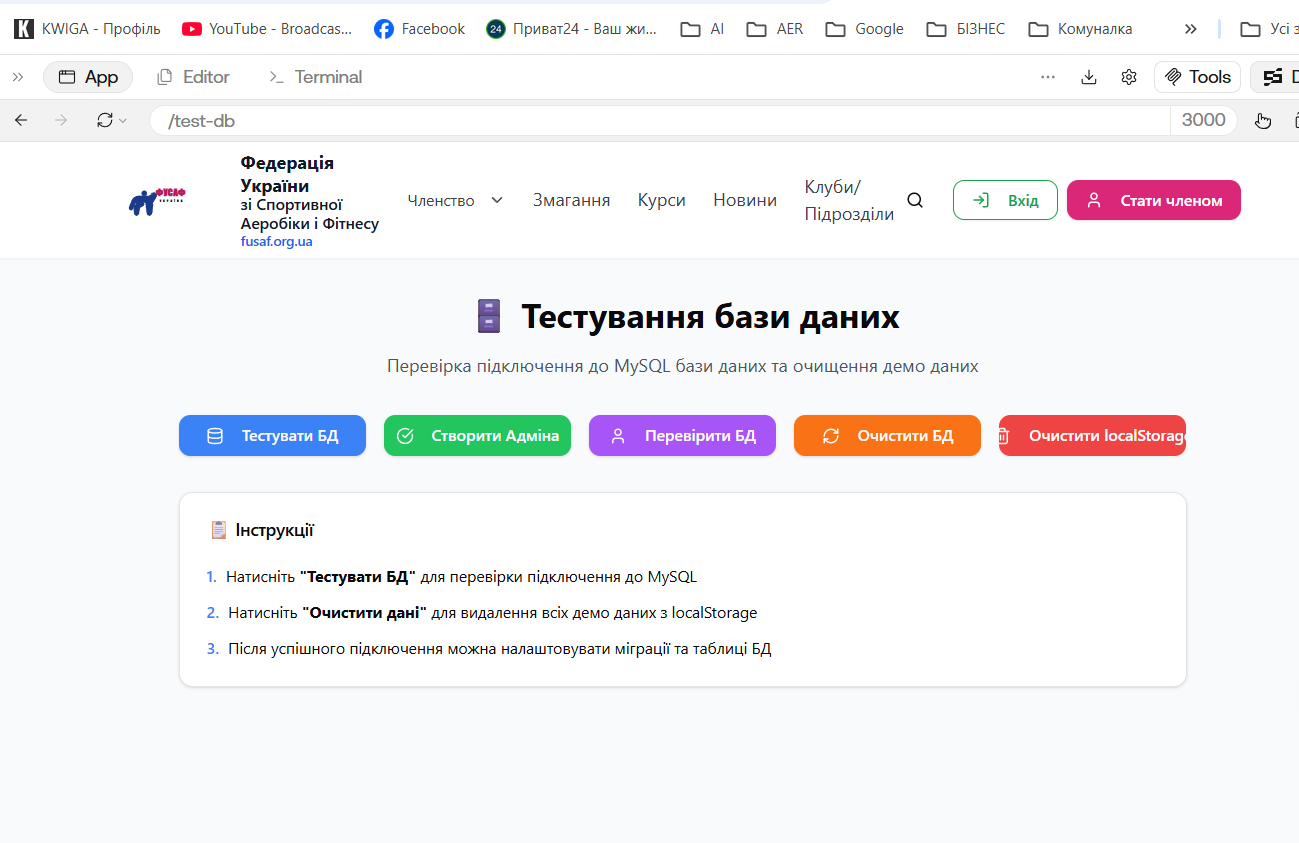 KWIGA - Профіль
YouTube - Broadcas...
Facebook
24
Приват24 - Ваш жи...
AI
AER
Google
БІЗНЕС
Комуналка
Усі з
App
Editor
Terminal
Tools
D
/test-db
3000
ФУСАФ
УКРАЇНА
Федерація
України
зі Спортивної
Аеробіки і Фітнесу
fusaf.org.ua
Членство
Змагання
Курси
Новини
Клуби/
Підрозділи
Вхід
Стати членом
Тестування бази даних
Перевірка підключення до MySQL бази даних та очищення демо даних
Тестувати БД
Створити Адміна
Перевірити БД
Очистити БД
Очистити localStorage
Інструкції
1. Натисніть "Тестувати БД" для перевірки підключення до MySQL
2. Натисніть "Очистити дані" для видалення всіх демо даних з localStorage
3. Після успішного підключення можна налаштовувати міграції та таблиці БД